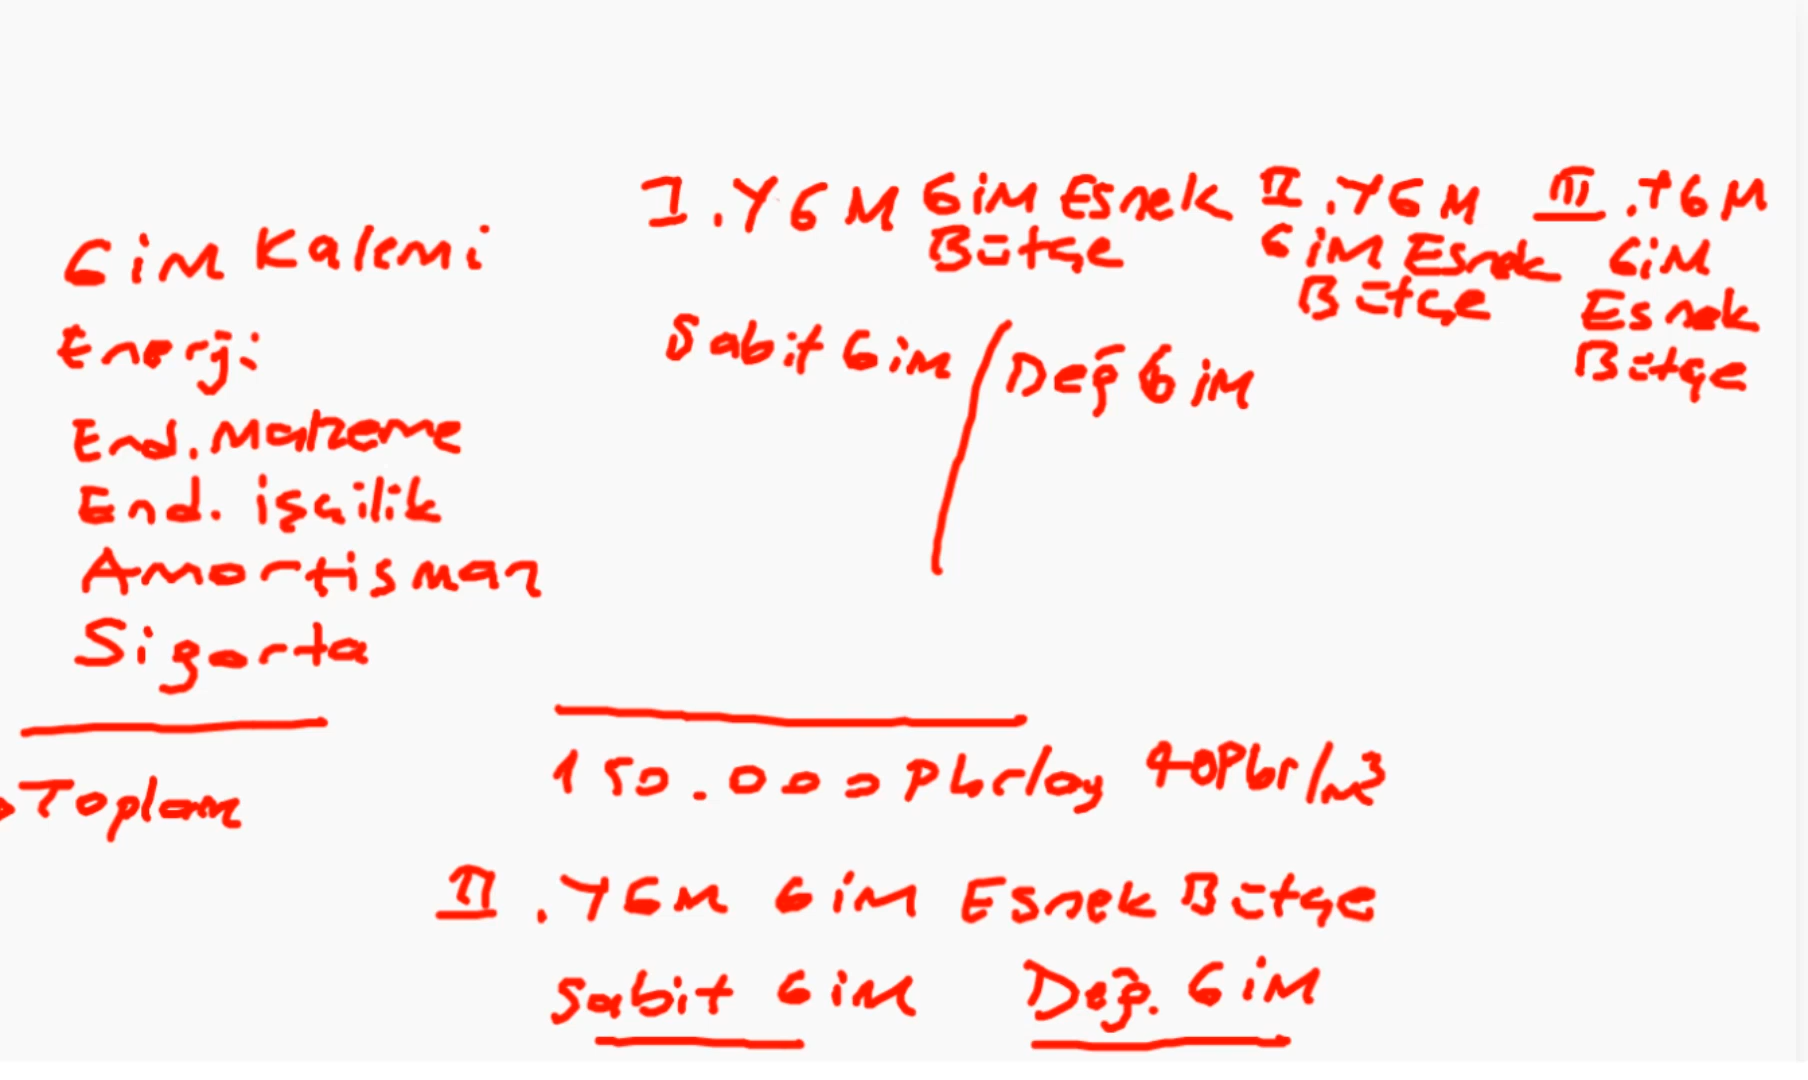 I.YGM GİM Esnek Bütçe
II.YGM GİM Esnek Bütçe
III.YGM GİM Esnek Bütçe
GİM Kalemi
Sabit GİM / Değ GİM
Enerji
End. Malzeme
End. işçilik
Amortisman
Sigorta
Toplam
150.000 Pbr/ay 40Pbr/m3
II.YGM GİM Esnek Bütçe
Sabit GİM Değ. GİM